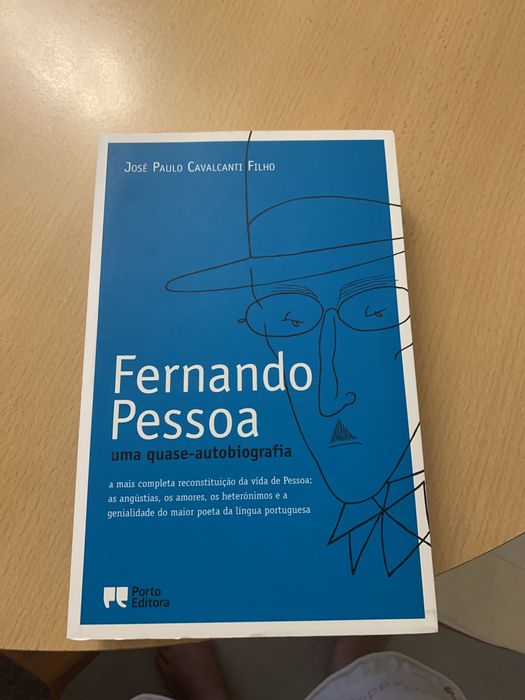 José Paulo Cavalcanti Filho
Fernando
Pessoa
uma quase-autobiografia
a mais completa reconstituição da vida de Pessoa:
as angústias, os amores, os heterónimos e a
genialidade do maior poeta da língua portuguesa
Porto
Editora